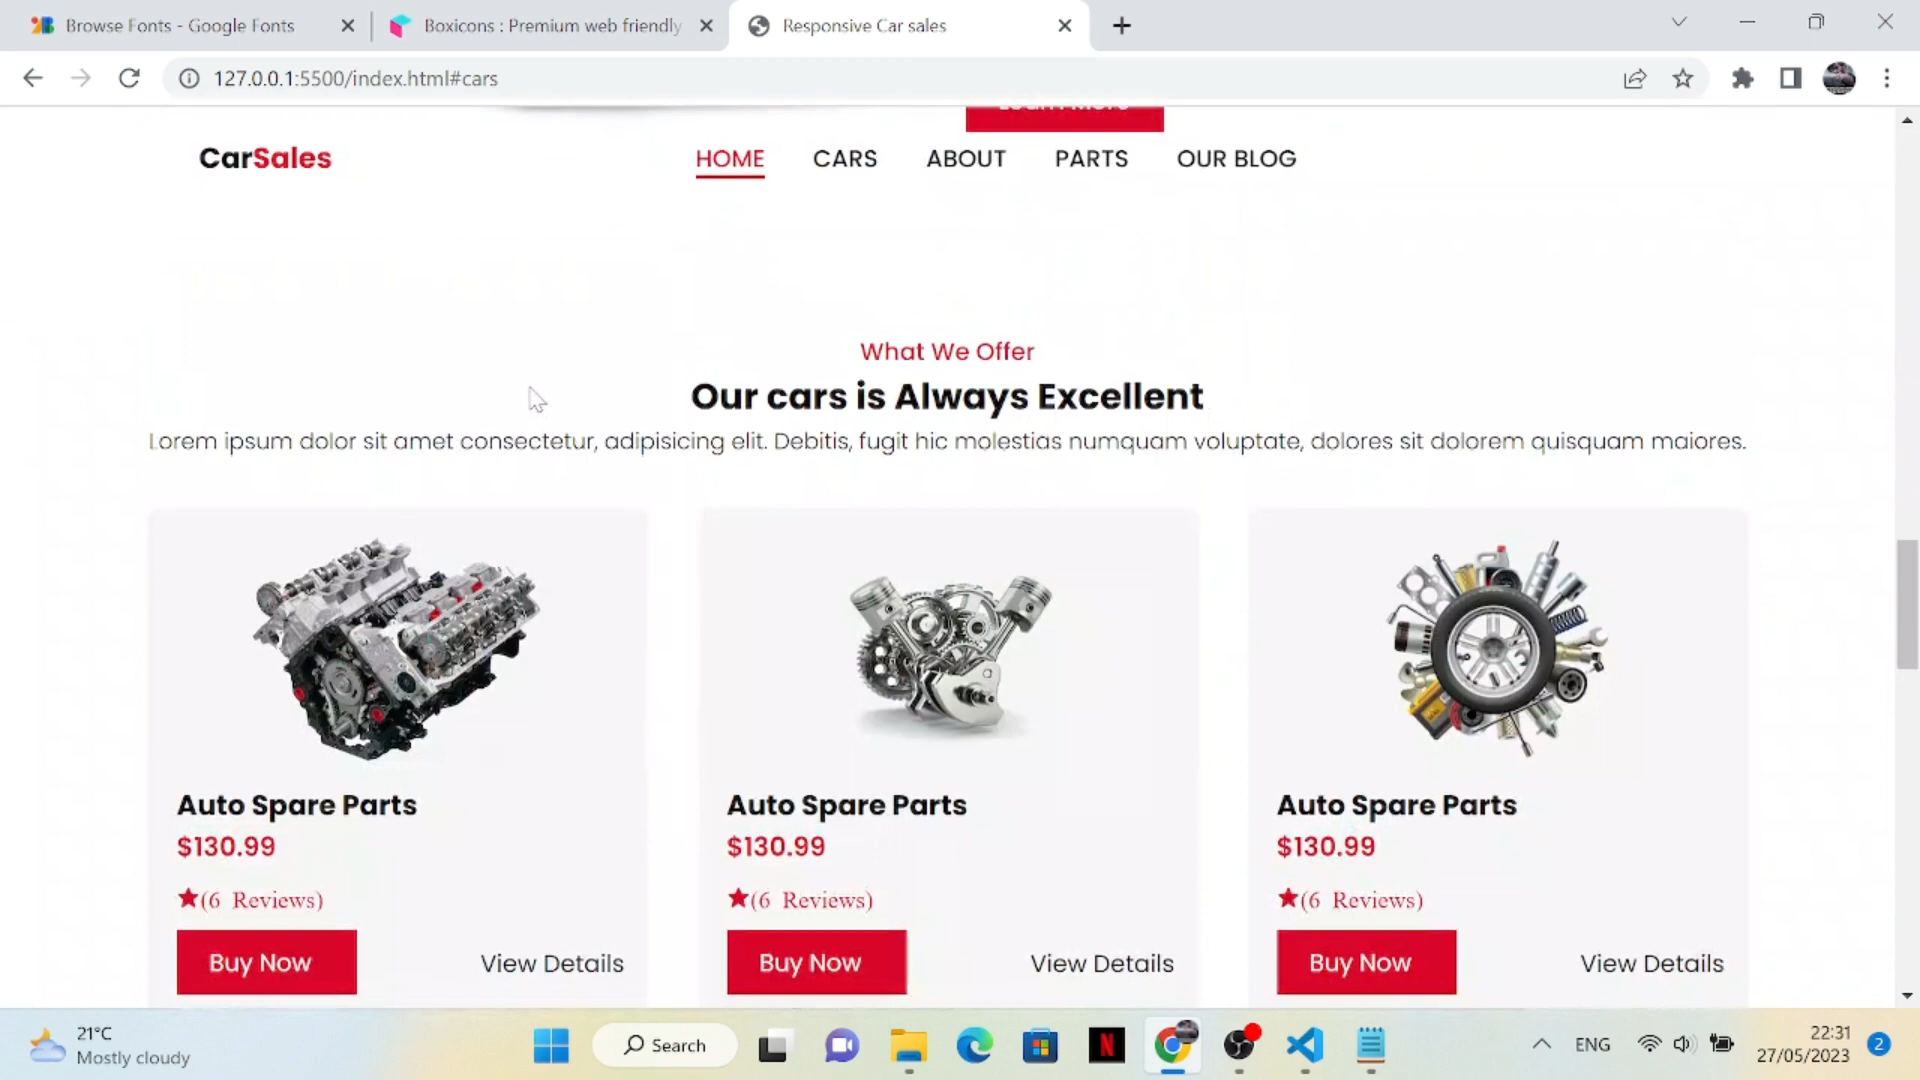 Browse Fonts - Google Fonts
Boxicons : Premium web friendly
Responsive Car sales
127.0.0.1:5500/index.html#cars
CarSales
HOME
CARS
ABOUT
PARTS
OUR BLOG
What We Offer
Our cars is Always Excellent
Lorem ipsum dolor sit amet consectetur, adipisicing elit. Debitis, fugit hic molestias numquam voluptate, dolores sit dolorem quisquam maiores.
Auto Spare Parts
$130.99
(6 Reviews)
Buy Now
View Details
Auto Spare Parts
$130.99
(6 Reviews)
Buy Now
View Details
Auto Spare Parts
$130.99
(6 Reviews)
Buy Now
View Details
21°C
Mostly cloudy
Search
N
ENG
22:31
27/05/2023
2